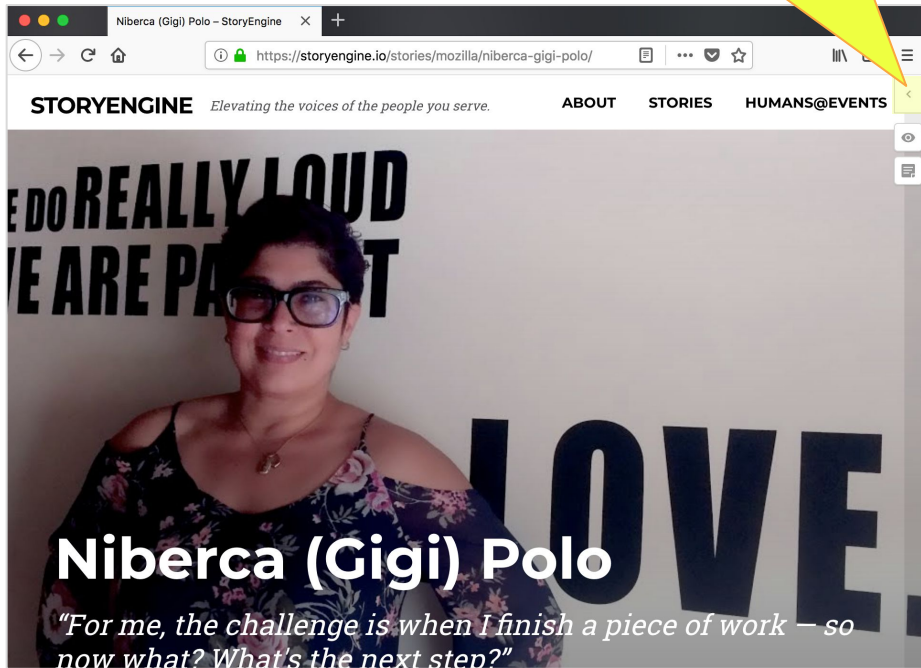 Niberca (Gigi) Polo – StoryEngine
https://storyengine.io/stories/mozilla/niberca-gigi-polo/
STORYENGINE Elevating the voices of the people you serve. ABOUT STORIES HUMANS@EVENTS
E DO REALLY LOUD
E ARE PA T
LOVE
Niberca (Gigi) Polo
“For me, the challenge is when I finish a piece of work — so
now what? What's the next step?”